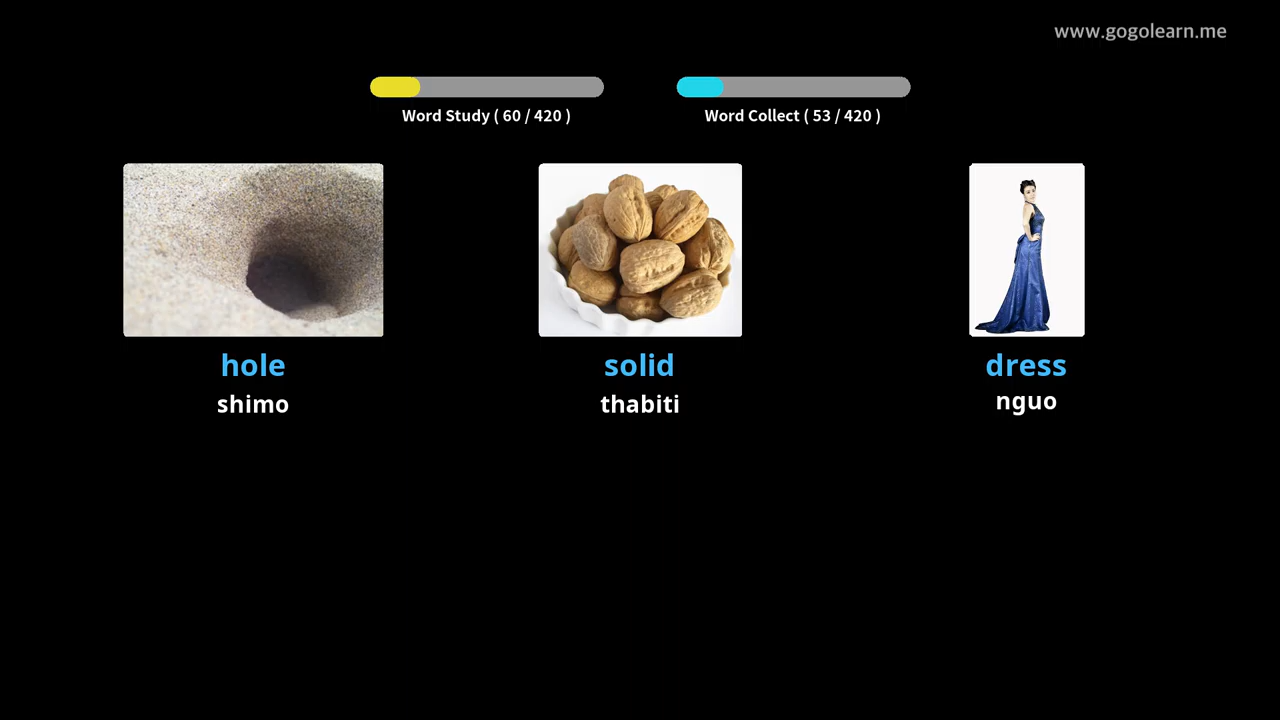 www.gogolearn.me
Word Study ( 60 / 420 )
Word Collect ( 53 / 420 )
hole
shimo
solid
thabiti
dress
nguo